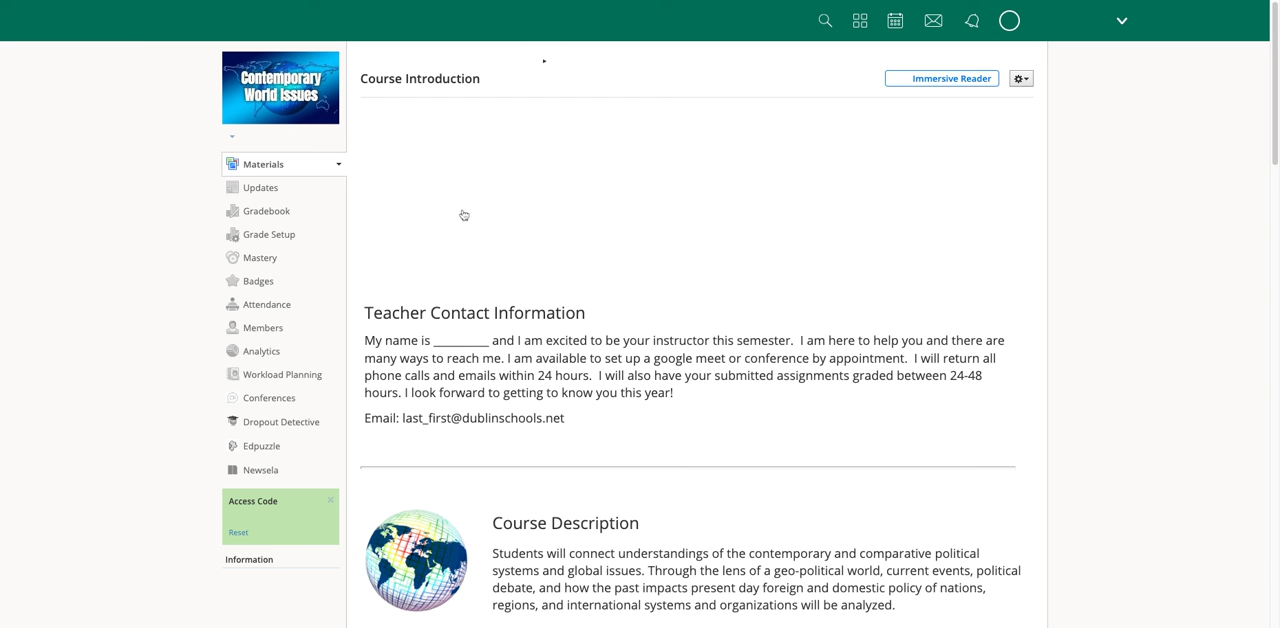 Contemporary
World Issues
Course Introduction
Immersive Reader
Materials
Updates
Gradebook
Grade Setup
Mastery
Badges
Attendance
Members
Analytics
Workload Planning
Conferences
Dropout Detective
Edpuzzle
Newsela
Access Code
Reset
Information
Teacher Contact Information
My name is _________ and I am excited to be your instructor this semester.  I am here to help you and there are
many ways to reach me. I am available to set up a google meet or conference by appointment.  I will return all
phone calls and emails within 24 hours.  I will also have your submitted assignments graded between 24-48
hours. I look forward to getting to know you this year!
Email: last_first@dublinschools.net
Course Description
Students will connect understandings of the contemporary and comparative political
systems and global issues. Through the lens of a geo-political world, current events, political
debate, and how the past impacts present day foreign and domestic policy of nations,
regions, and international systems and organizations will be analyzed.